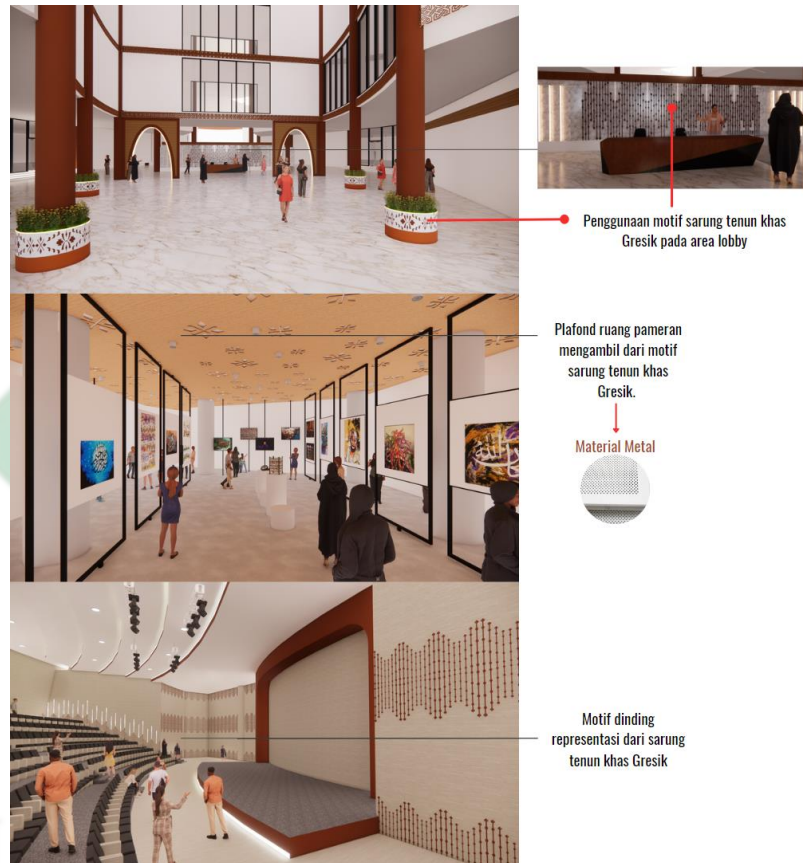 Penggunaan motif sarung tenun khas
Gresik pada area lobby
Plafond ruang pameran
mengambil dari motif
sarung tenun khas
Gresik.
Material Metal
Motif dinding
representasi dari sarung
tenun khas Gresik